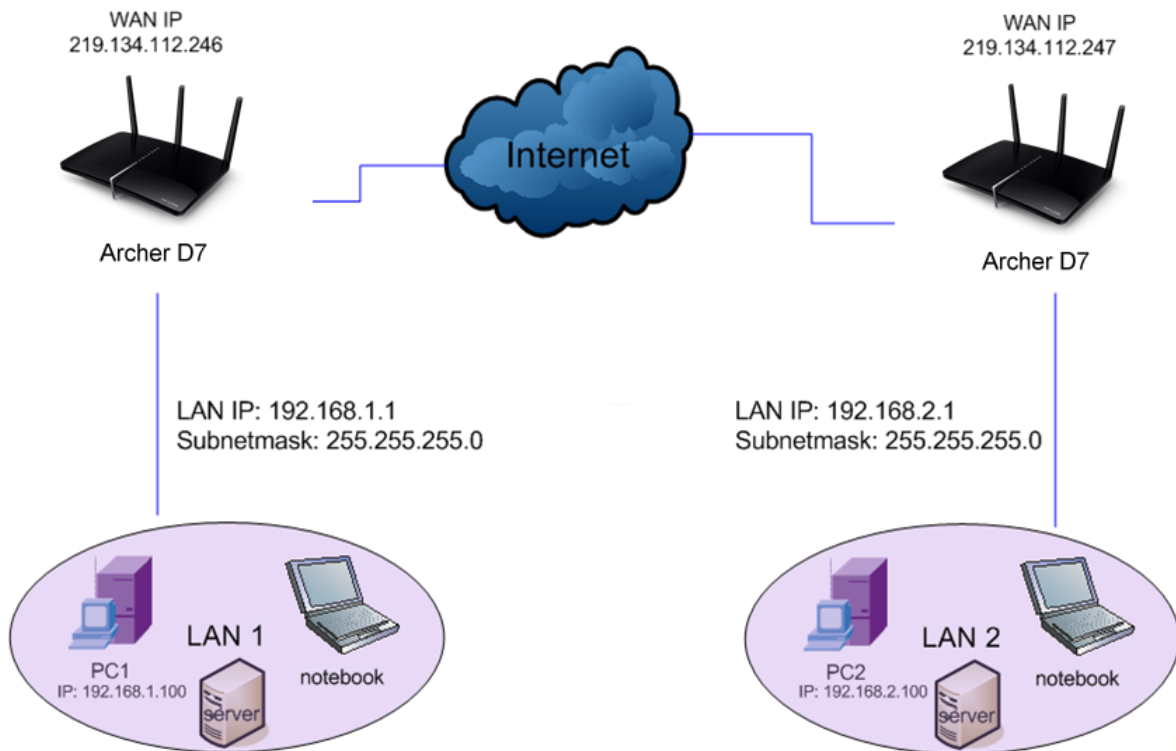 WAN IP
219.134.112.246
WAN IP
219.134.112.247
Internet
Archer D7
Archer D7
LAN IP: 192.168.1.1
Subnetmask: 255.255.255.0
LAN IP: 192.168.2.1
Subnetmask: 255.255.255.0
PC1
IP: 192.168.1.100
LAN 1
server
notebook
PC2
IP: 192.168.2.100
LAN 2
server
notebook